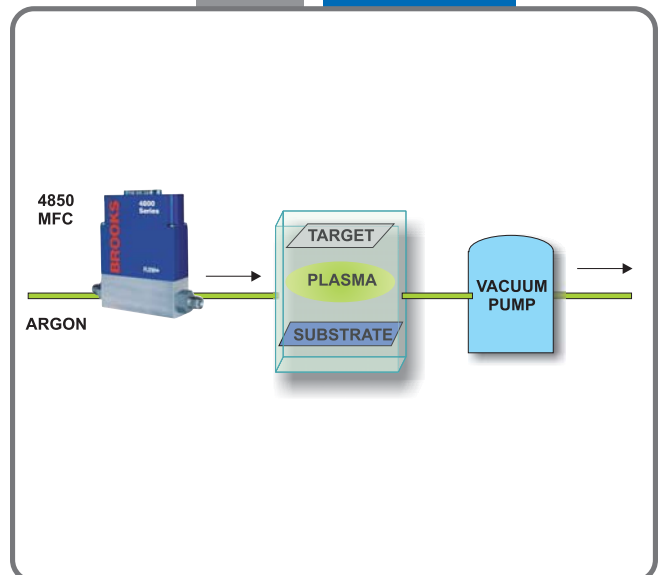 4850
MFC
BROOKS
4800
Series
ARGON
TARGET
PLASMA
SUBSTRATE
VACUUM
PUMP